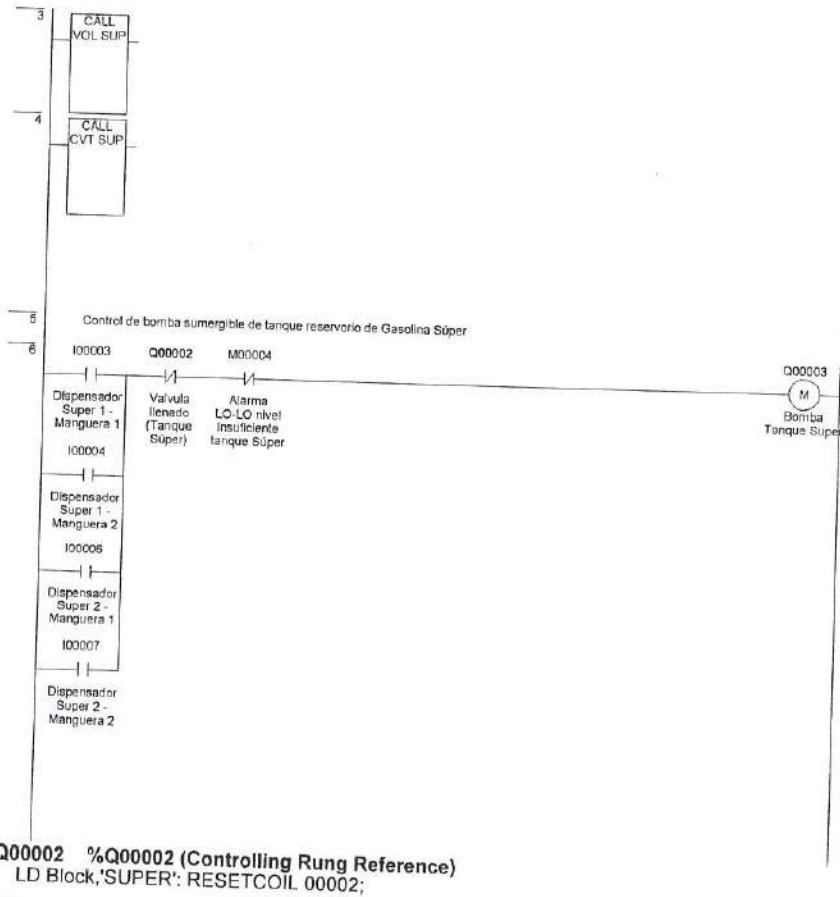 3
CALL
VOL SUP
4
CALL
CVT SUP
5
Control de bomba sumergible de tanque reservorio de Gasolina Súper
6
I00003 Q00002 M00004 Q00003
M
Dispensador
Super 1 -
Manguera 1
Valvula
llenado
(Tanque
Súper)
Alarma
LO-LO nivel
insuficiente
tanque Súper
Bomba
Tanque Super
I00004
Dispensador
Super 1 -
Manguera 2
I00006
Dispensador
Super 2 -
Manguera 1
I00007
Dispensador
Super 2 -
Manguera 2
Q00002 %Q00002 (Controlling Rung Reference)
LD Block,'SUPER': RESETCOIL 00002;